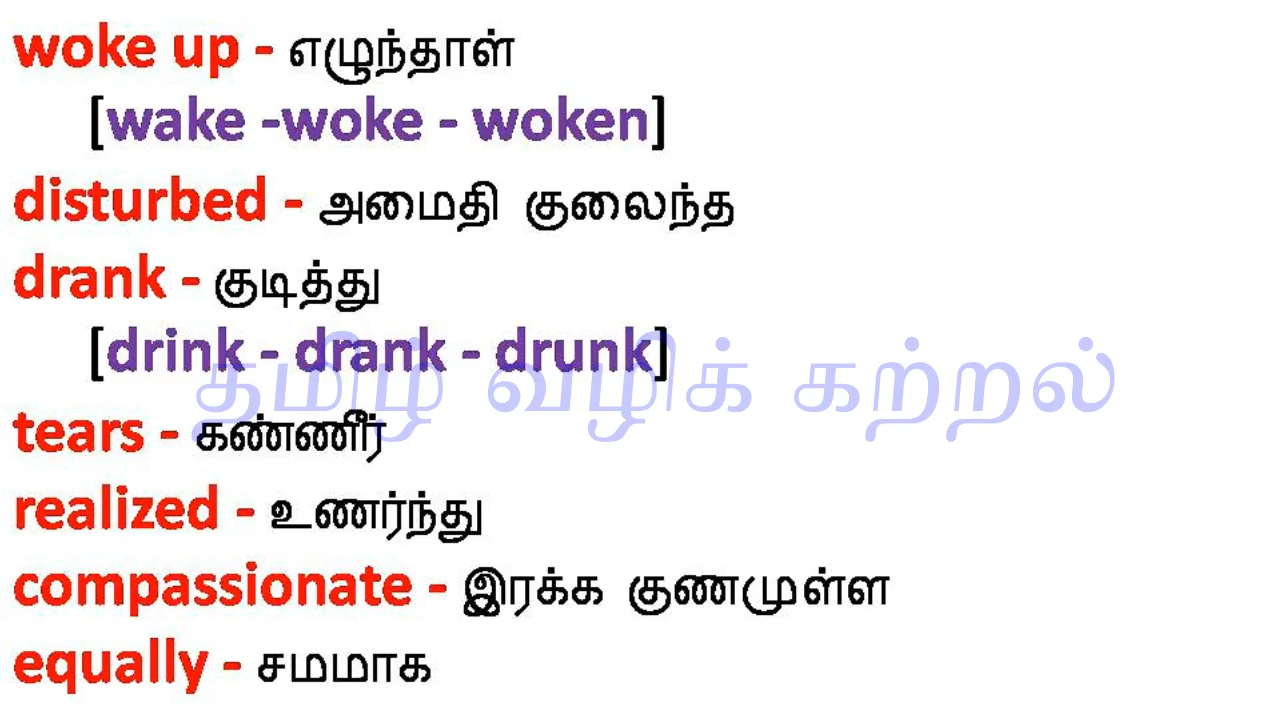 woke up - எழுந்தாள்
[wake -woke - woken]
disturbed - அமைதி குலைந்த
drank - குடித்து
[drink - drank - drunk]
தமிழ் வழிக் கற்றல்
tears - கண்ணீர்
realized - உணர்ந்து
compassionate - இரக்க குணமுள்ள
equally - சமமாக